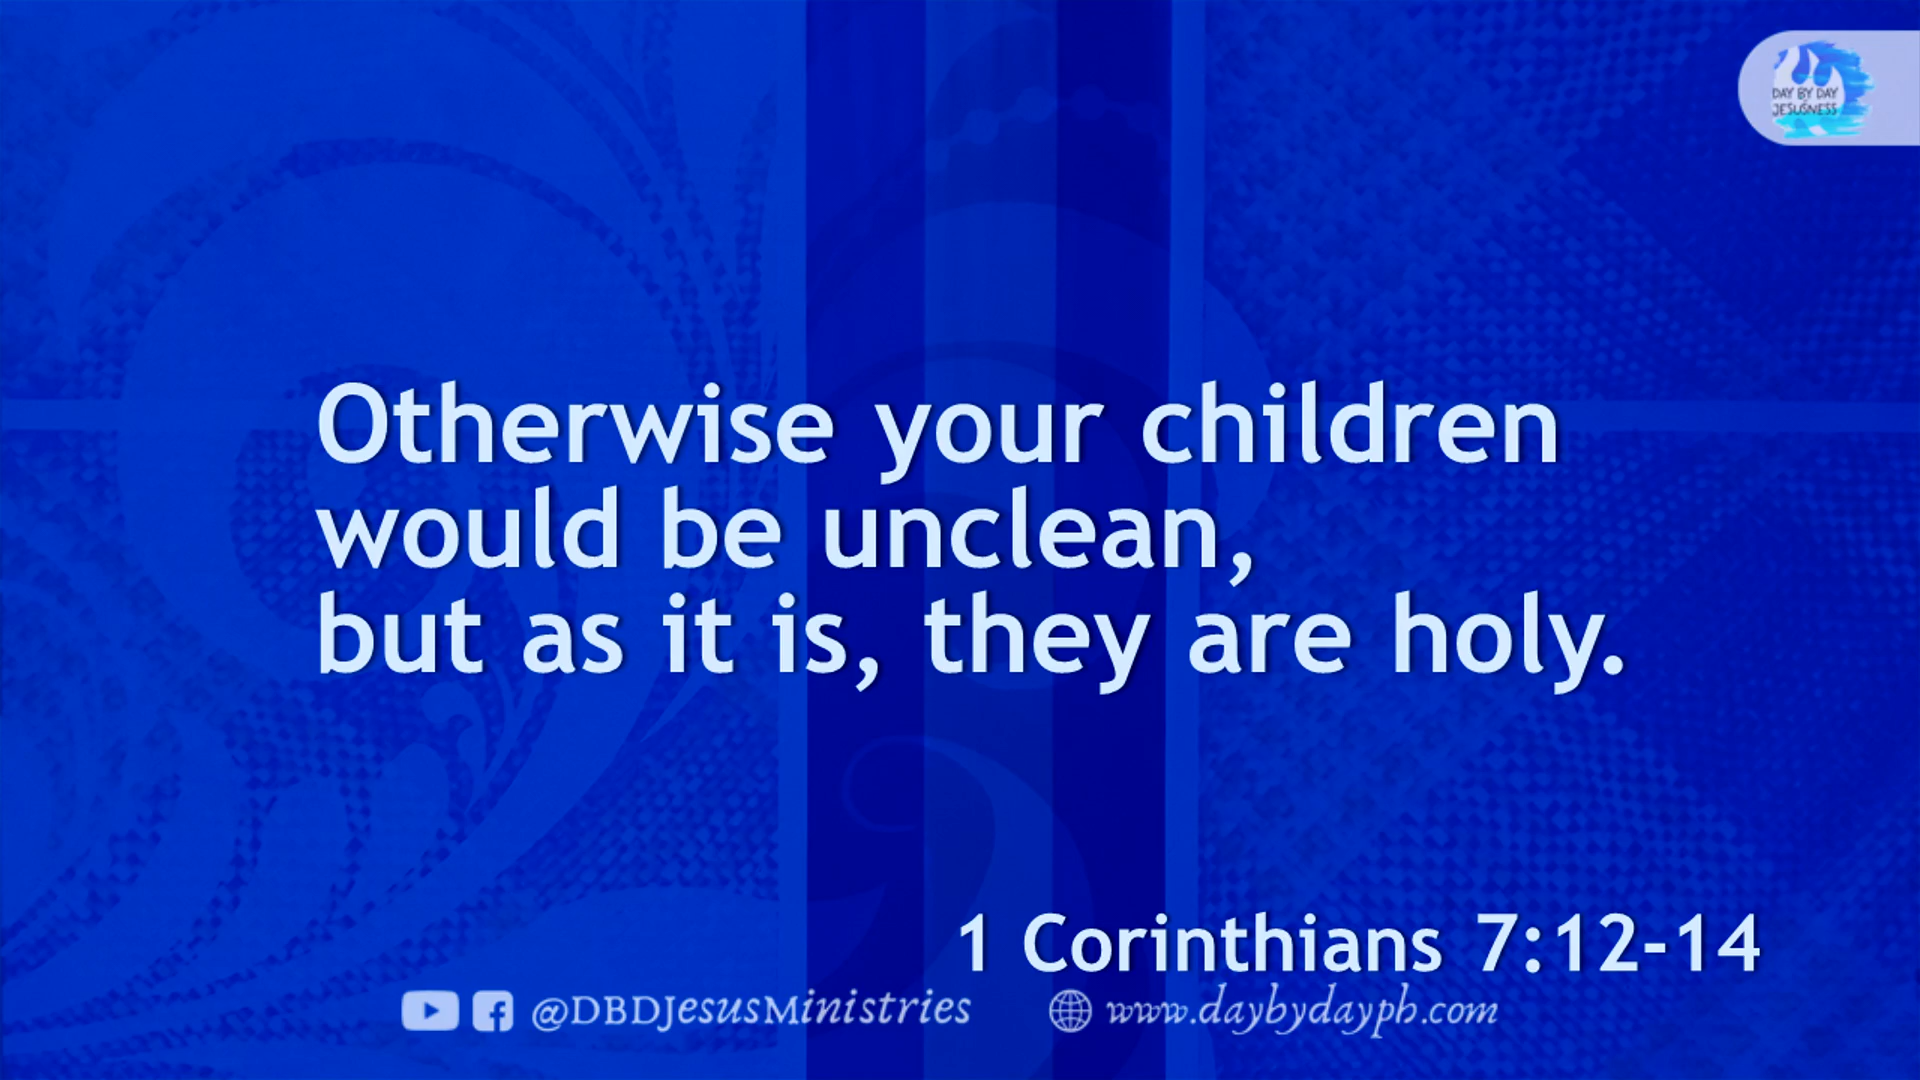 DAY BY DAY
JESUSNESS
Otherwise your children
would be unclean,
but as it is, they are holy.
1 Corinthians 7:12-14
@DBDJesusMinistries www.daybydayph.com